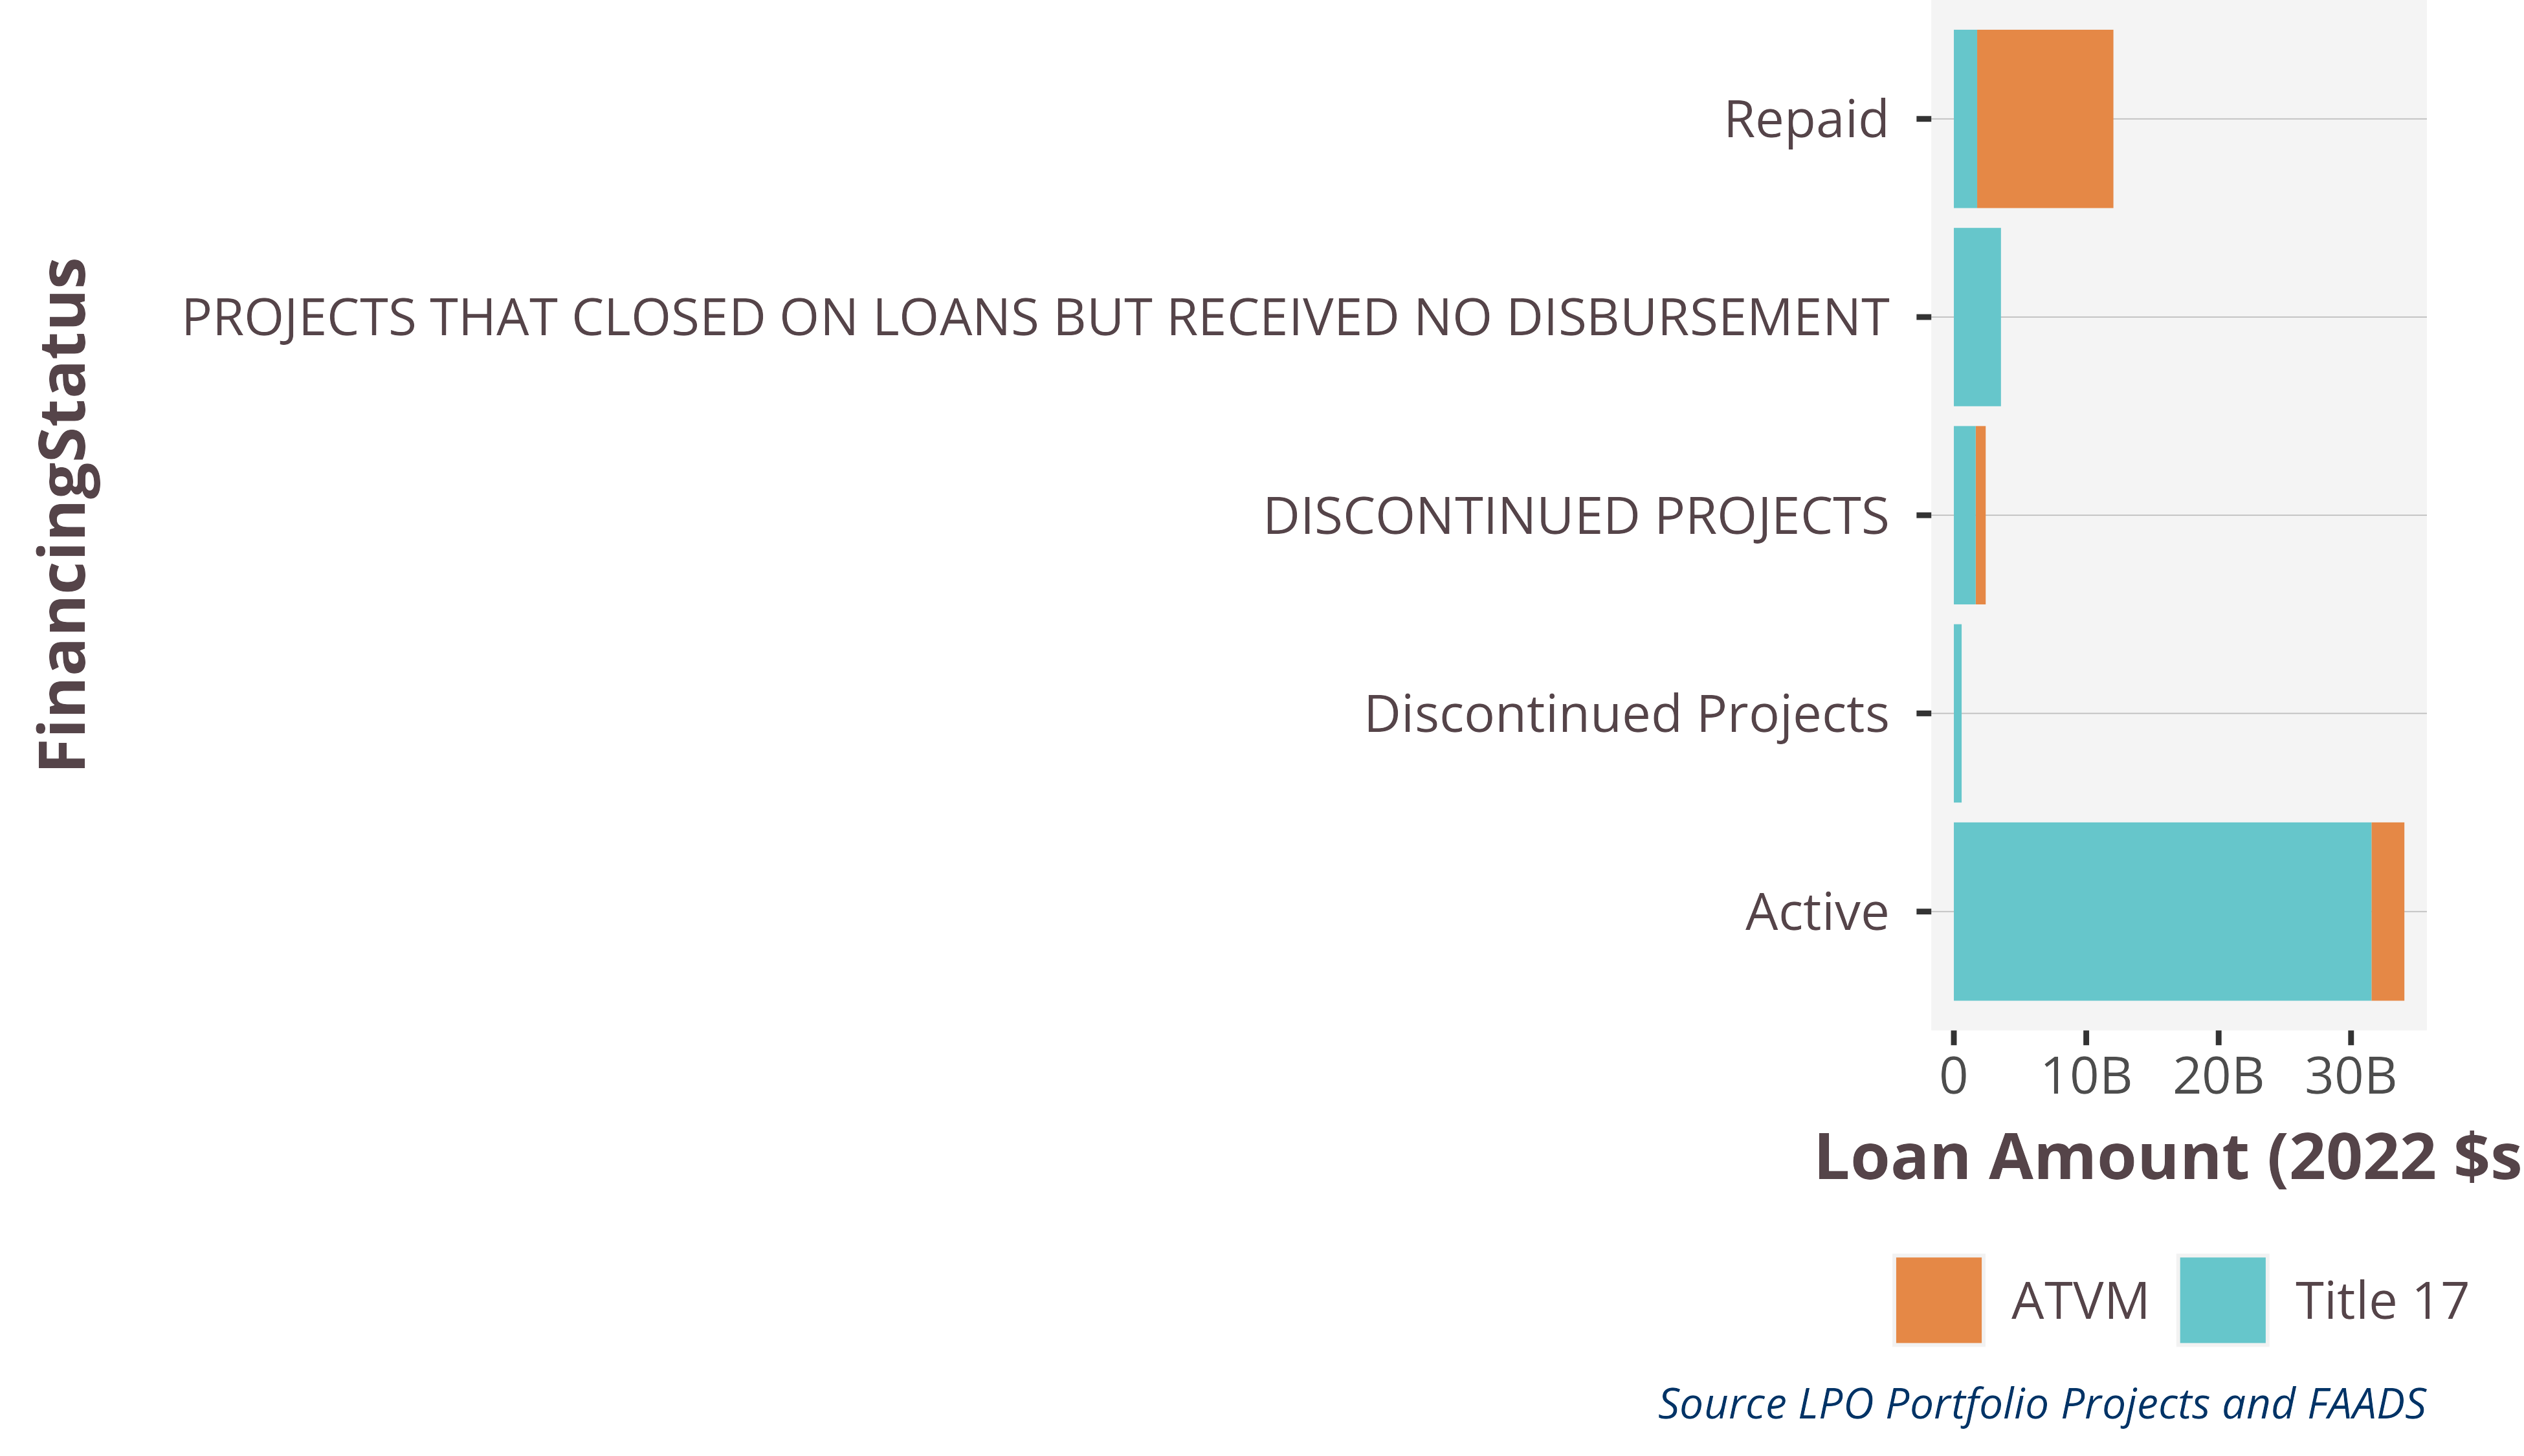 FinancingStatus
Repaid
PROJECTS THAT CLOSED ON LOANS BUT RECEIVED NO DISBURSEMENT
DISCONTINUED PROJECTS
Discontinued Projects
Active
0 10B 20B 30B
Loan Amount (2022 $s
ATVM Title 17
Source LPO Portfolio Projects and FAADS